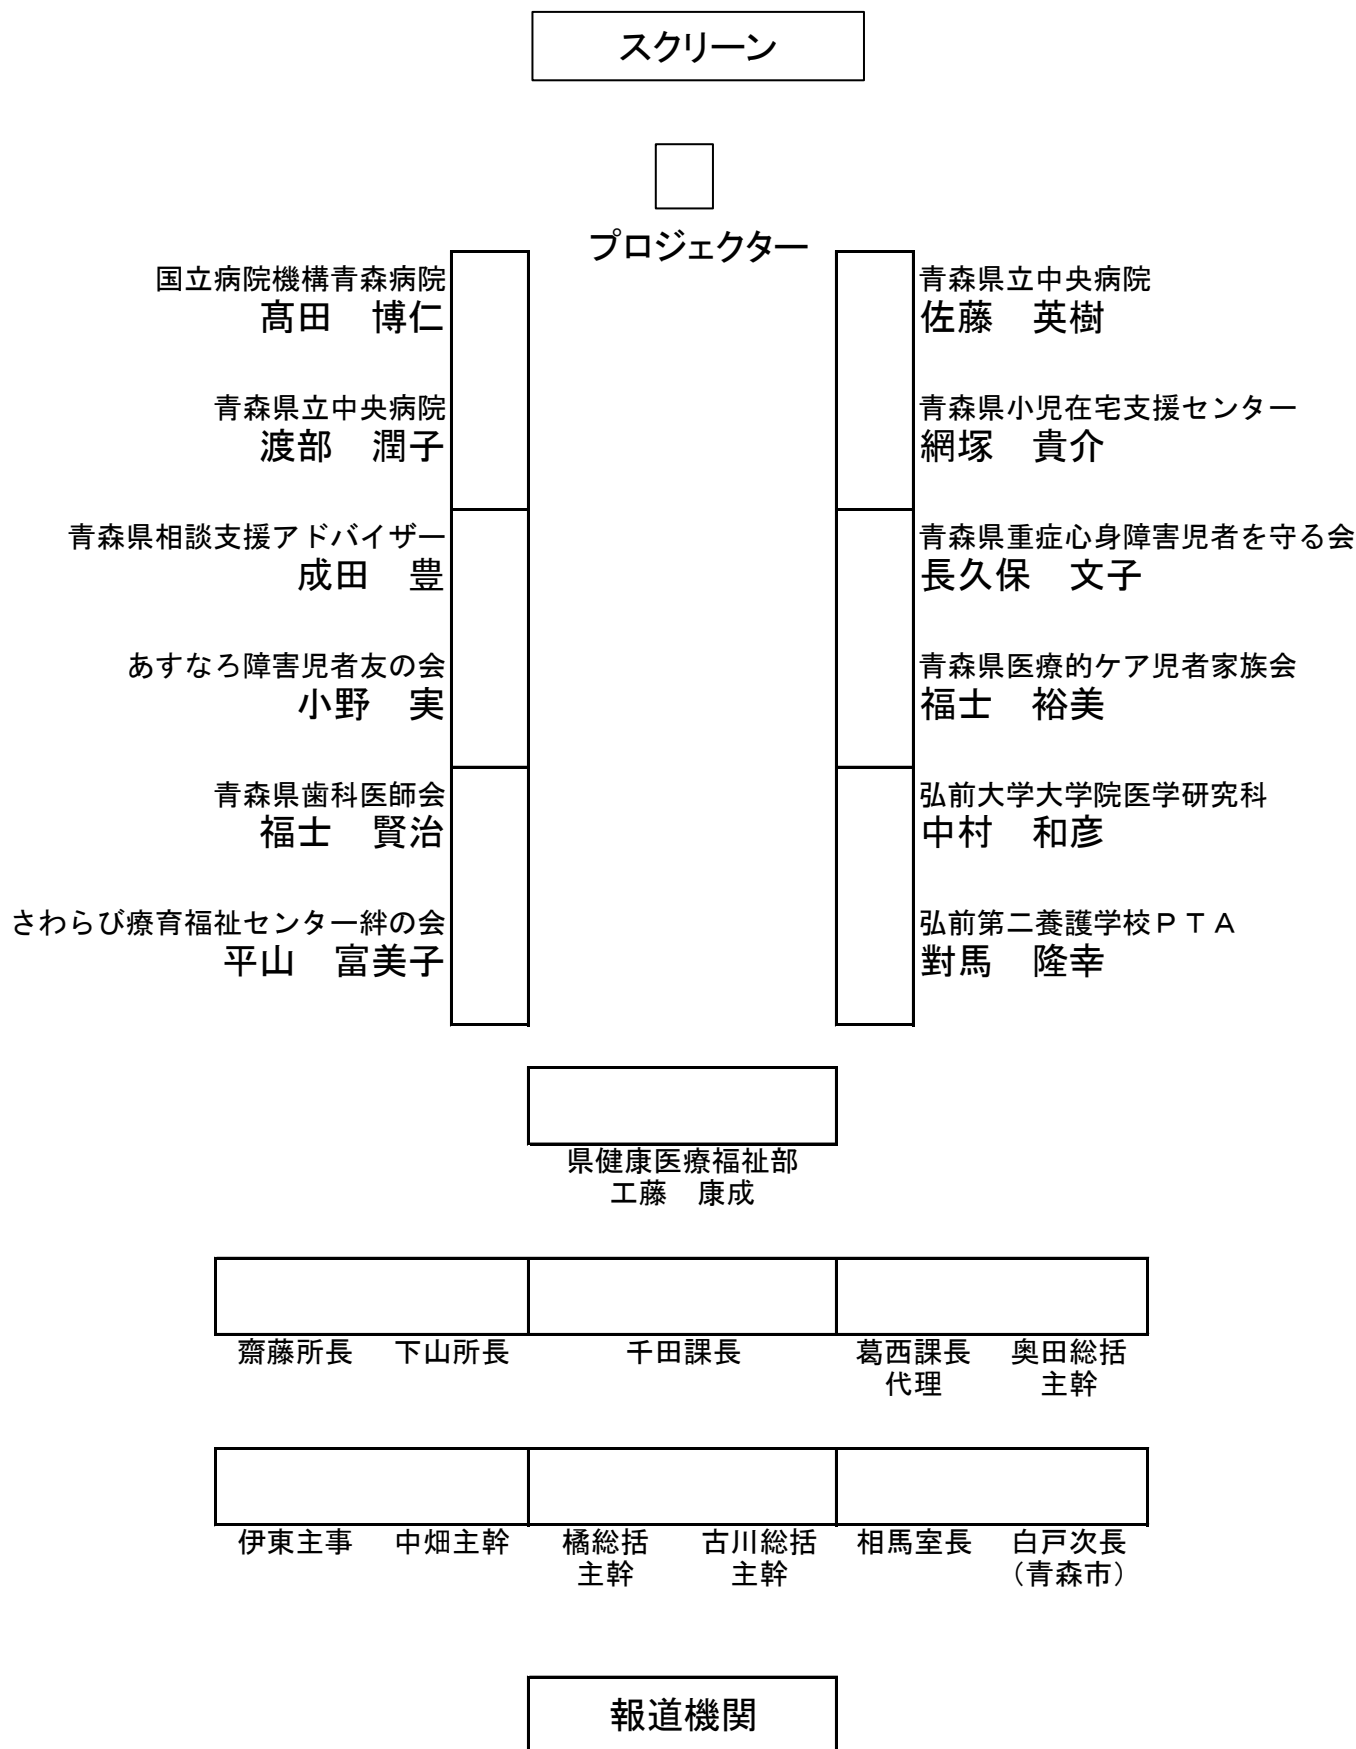 スクリーン
プロジェクター
国立病院機構青森病院
髙田　博仁
青森県立中央病院
渡部　潤子
青森県相談支援アドバイザー
成田　豊
あすなろ障害児者友の会
小野　実
青森県歯科医師会
福士　賢治
さわらび療育福祉センター絆の会
平山　富美子
青森県立中央病院
佐藤　英樹
青森県小児在宅支援センター
網塚　貴介
青森県重症心身障害児者を守る会
長久保　文子
青森県医療的ケア児者家族会
福士　裕美
弘前大学大学院医学研究科
中村　和彦
弘前第二養護学校ＰＴＡ
對馬　隆幸
県健康医療福祉部
工藤　康成
齋藤所長　下山所長　千田課長　葛西課長　奥田総括
代理　主幹
伊東主事　中畑主幹　橘総括　古川総括　相馬室長　白戸次長
主幹　主幹　（青森市）
報道機関